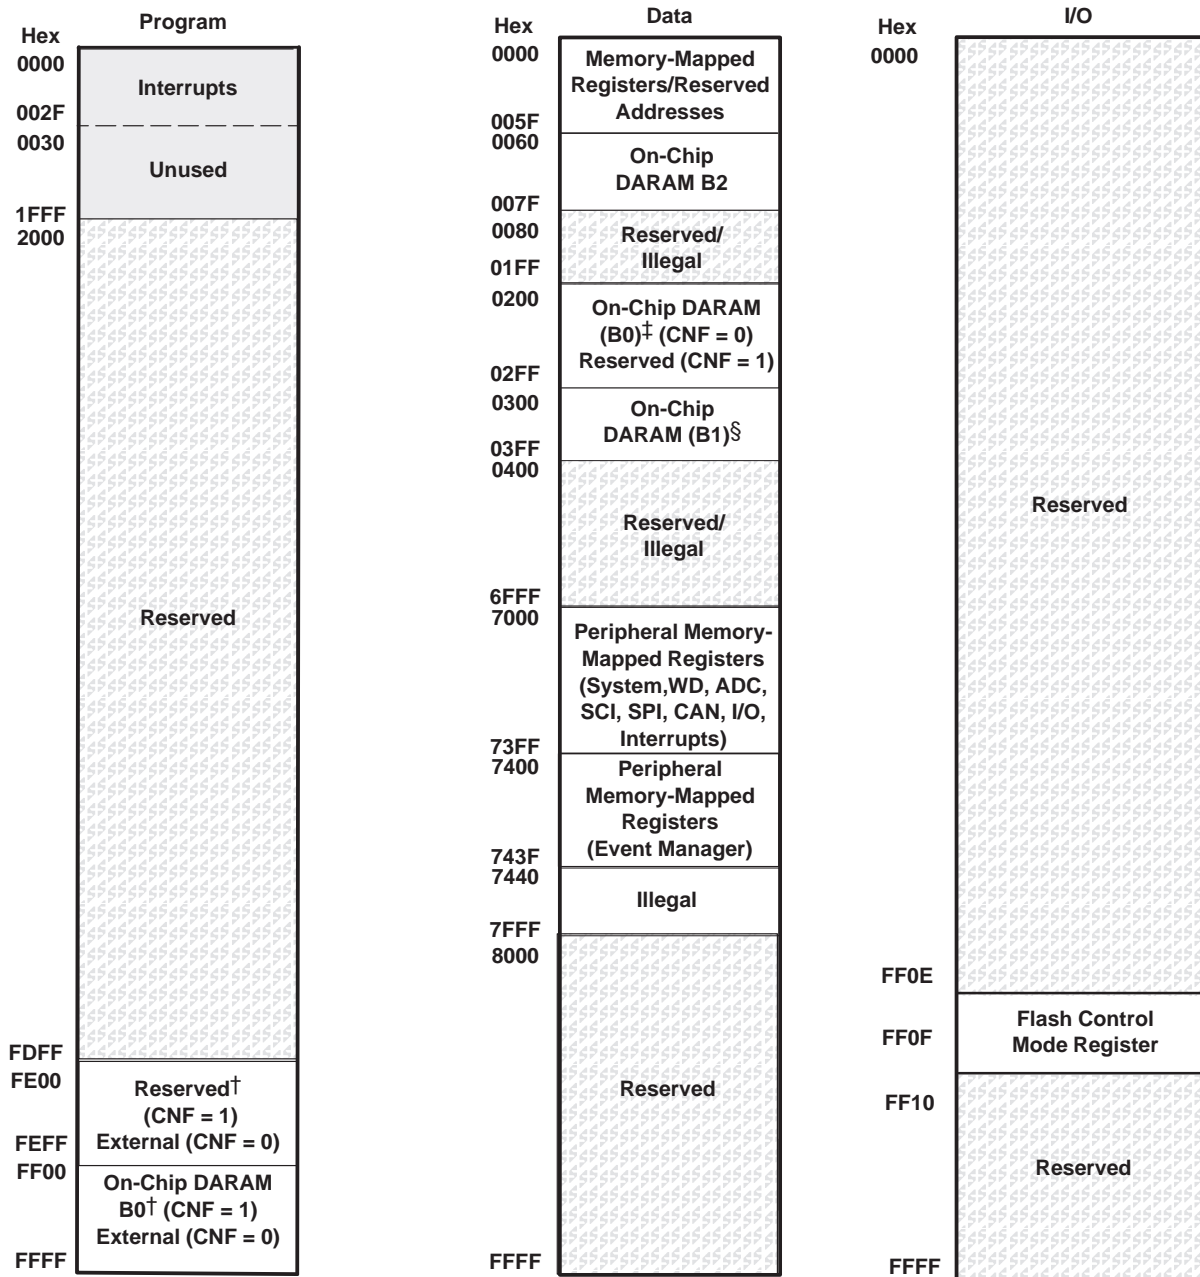 Program
Hex
0000
Interrupts
002F
0030
Unused
1FFF
2000
Reserved
FDFF
FE00
Reserved†
(CNF = 1)
External (CNF = 0)
FEFF
FF00
On-Chip DARAM
B0† (CNF = 1)
External (CNF = 0)
FFFF
Data
Hex
0000
Memory-Mapped
Registers/Reserved
Addresses
005F
0060
On-Chip
DARAM B2
007F
0080
Reserved/
Illegal
01FF
0200
On-Chip DARAM
(B0)‡ (CNF = 0)
Reserved (CNF = 1)
02FF
0300
On-Chip
DARAM (B1)§
03FF
0400
Reserved/
Illegal
6FFF
7000
Peripheral Memory-
Mapped Registers
(System,WD, ADC,
SCI, SPI, CAN, I/O,
Interrupts)
73FF
7400
Peripheral
Memory-Mapped
Registers
(Event Manager)
743F
7440
Illegal
7FFF
8000
Reserved
FFFF
I/O
Hex
0000
Reserved
FF0E
Flash Control
Mode Register
FF0F
FF10
Reserved
FFFF